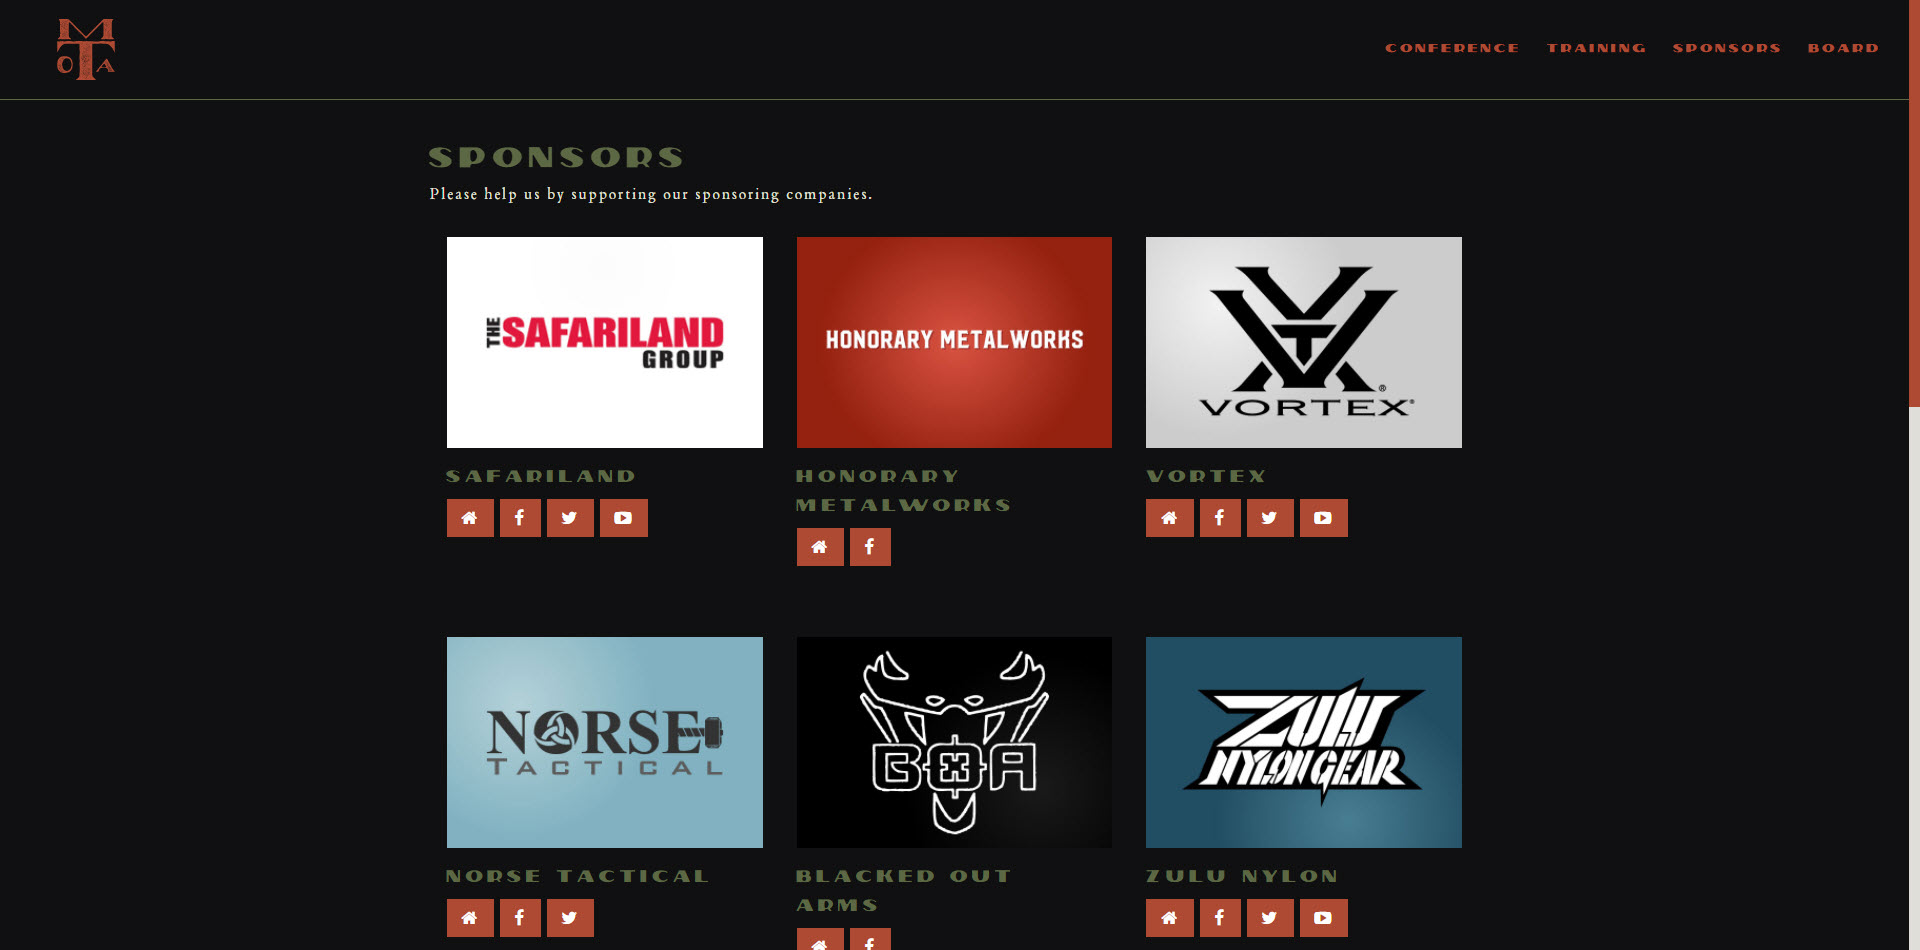 M
T
O A
CONFERENCE TRAINING SPONSORS BOARD
SPONSORS
Please help us by supporting our sponsoring companies.
THE SAFARILAND GROUP
HONORARY METALWORKS
VORTEX®
SAFARILAND
HONORARY METALWORKS
VORTEX
NORSE
TACTICAL
BOA
ZULU
NYLON GEAR
NORSE TACTICAL
BLACKED OUT ARMS
ZULU NYLON